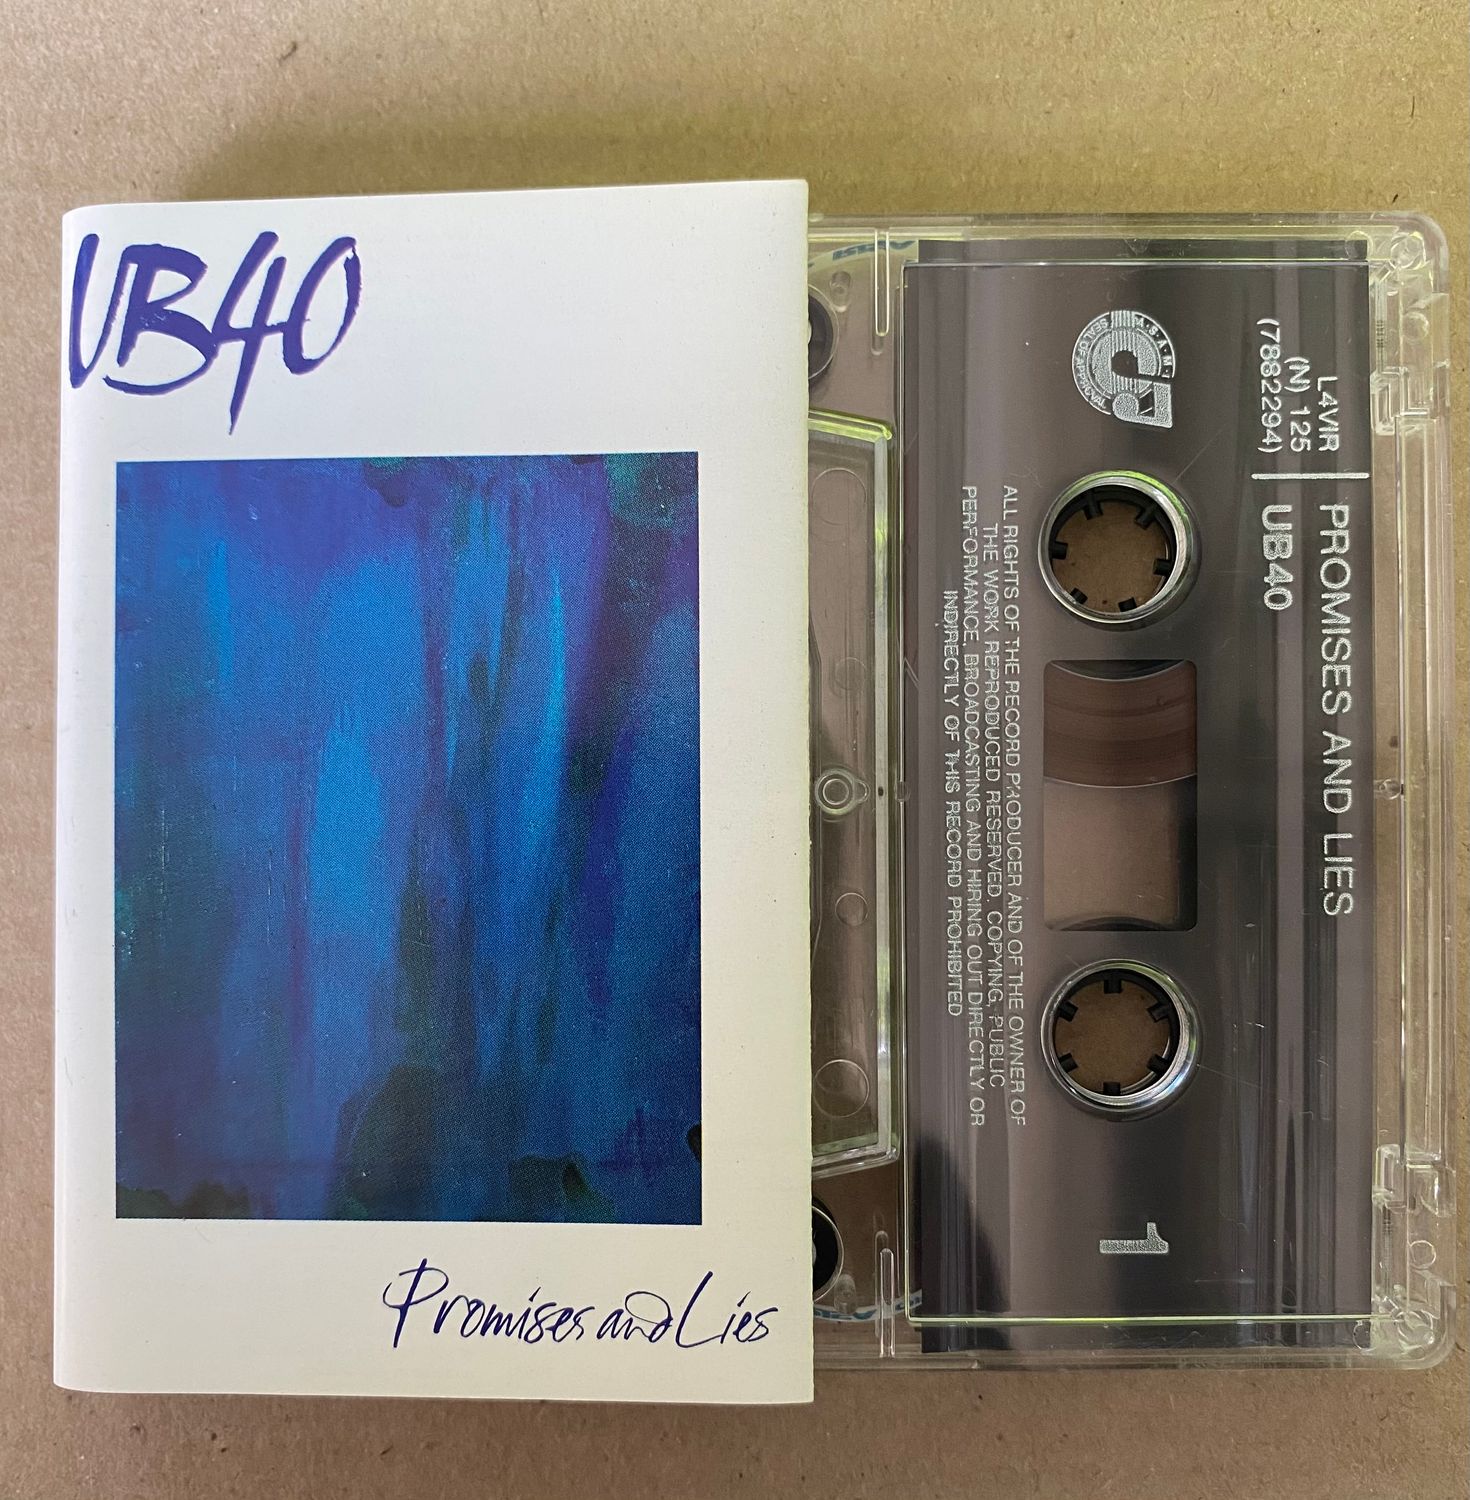 UB40
Promises and Lies
L4VIR
(N) 125
(7882294)
PROMISES AND LIES
UB40
A.S.A.M.I
SEAL OF APPROVAL
ALL RIGHTS OF THE RECORD PRODUCER AND OF THE OWNER OF
THE WORK REPRODUCED RESERVED. COPYING, PUBLIC
PERFORMANCE, BROADCASTING AND HIRING OUT DIRECTLY OR
INDIRECTLY OF THIS RECORD PROHIBITED
1